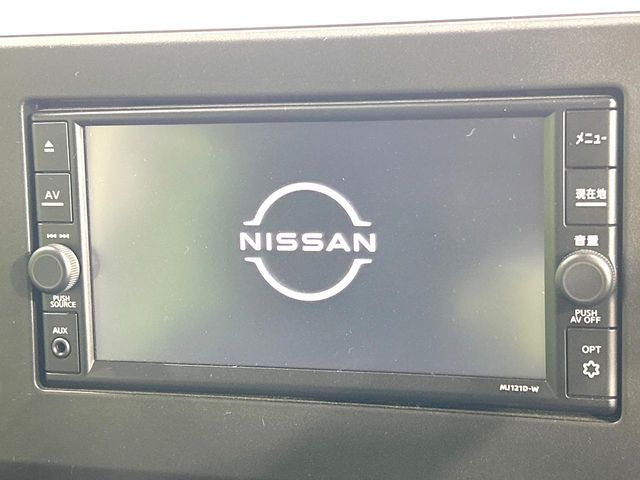 AV
PUSH
SOURCE
AUX
NISSAN
メニュー
現在地
音量
PUSH
AV OFF
OPT
MJ121D-W